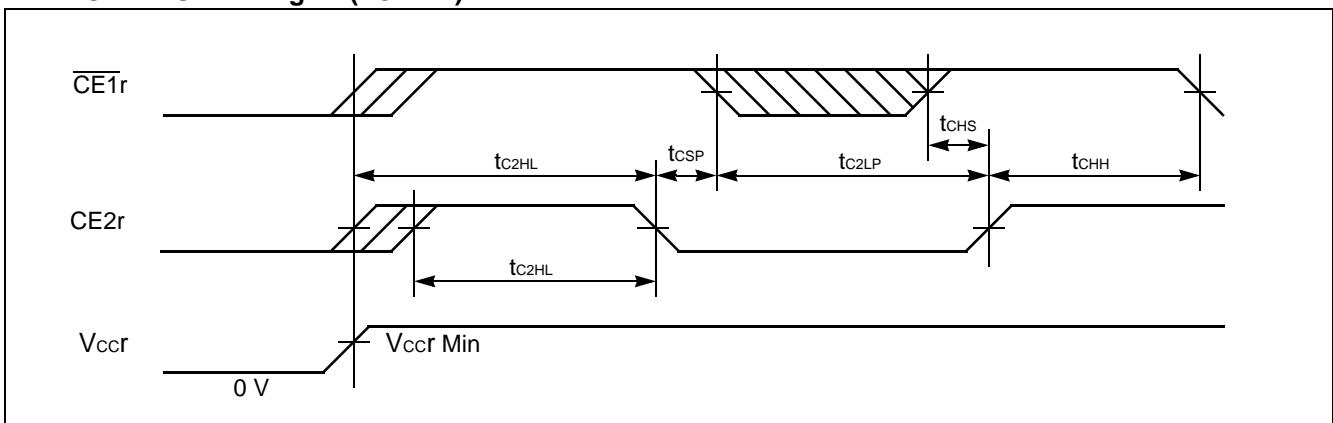 CE1r
tCHS
tC2HL tCSP tC2LP tCHH
CE2r
tC2HL
VCCr VCCr Min
0 V